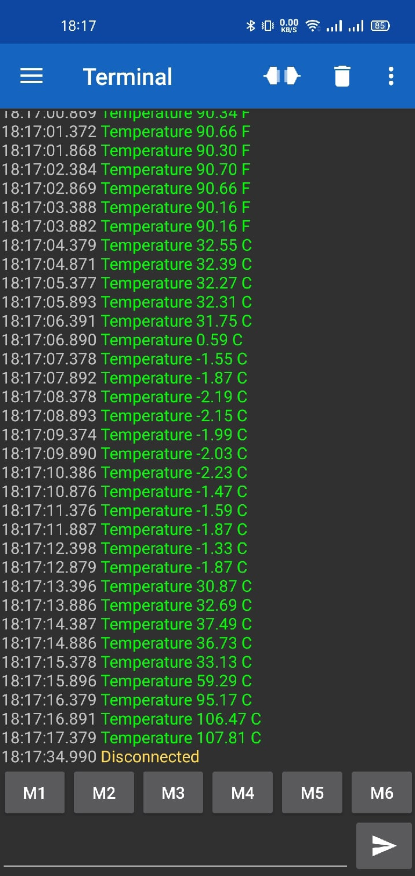 18:17
0.00
KB/S
85
Terminal
18:17:00.869 Temperature 90.34 F
18:17:01.372 Temperature 90.66 F
18:17:01.868 Temperature 90.30 F
18:17:02.384 Temperature 90.70 F
18:17:02.869 Temperature 90.66 F
18:17:03.388 Temperature 90.16 F
18:17:03.882 Temperature 90.16 F
18:17:04.379 Temperature 32.55 C
18:17:04.871 Temperature 32.39 C
18:17:05.377 Temperature 32.27 C
18:17:05.893 Temperature 32.31 C
18:17:06.391 Temperature 31.75 C
18:17:06.890 Temperature 0.59 C
18:17:07.378 Temperature -1.55 C
18:17:07.892 Temperature -1.87 C
18:17:08.378 Temperature -2.19 C
18:17:08.893 Temperature -2.15 C
18:17:09.374 Temperature -1.99 C
18:17:09.890 Temperature -2.03 C
18:17:10.386 Temperature -2.23 C
18:17:10.876 Temperature -1.47 C
18:17:11.376 Temperature -1.59 C
18:17:11.887 Temperature -1.87 C
18:17:12.398 Temperature -1.33 C
18:17:12.879 Temperature -1.87 C
18:17:13.396 Temperature 30.87 C
18:17:13.886 Temperature 32.69 C
18:17:14.387 Temperature 37.49 C
18:17:14.886 Temperature 36.73 C
18:17:15.378 Temperature 33.13 C
18:17:15.896 Temperature 59.29 C
18:17:16.379 Temperature 95.17 C
18:17:16.891 Temperature 106.47 C
18:17:17.379 Temperature 107.81 C
18:17:34.990 Disconnected
M1 M2 M3 M4 M5 M6